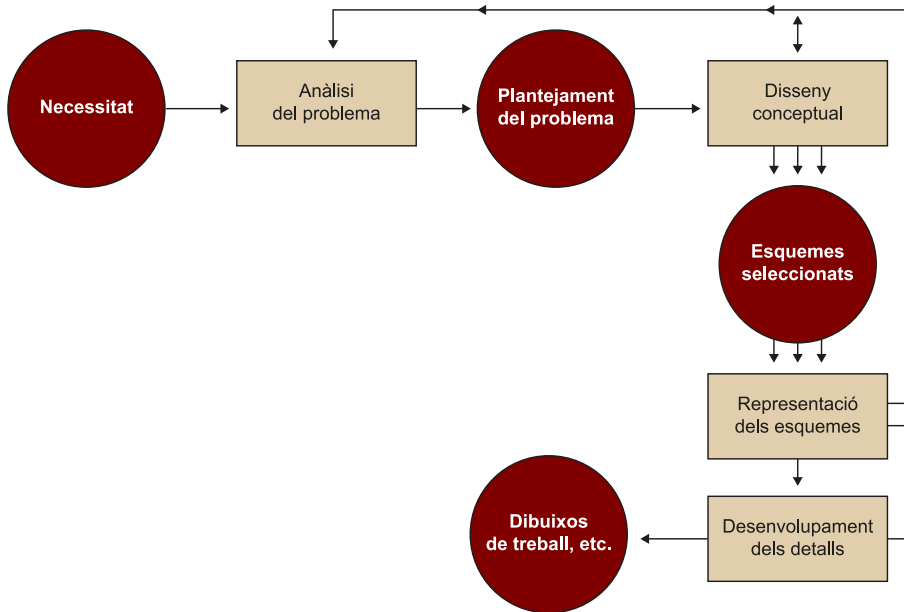 Necessitat
Anàlisi
del problema
Plantejament
del problema
Disseny
conceptual
Esquemes
seleccionats
Representació
dels esquemes
Desenvolupament
dels detalls
Dibuixos
de treball, etc.